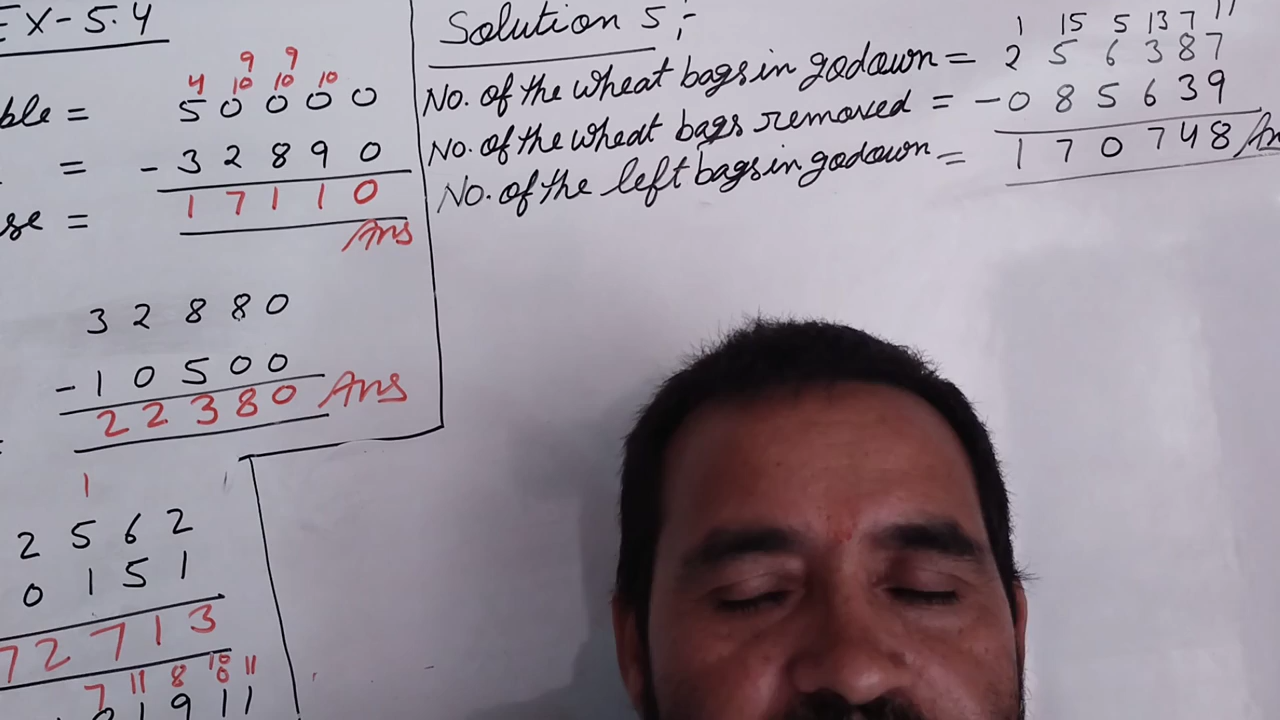 EX-5.4
9 9
4 10 10 10
ble = 5 0 0 0 0
= - 3 2 8 9 0
se = 1 7 1 1 0
Ans
3 2 8 8 0
- 1 0 5 0 0
2 2 3 8 0 Ans
1
2 5 6 2
0 1 5 1
7 2 7 1 3
7 11 8 10 11
1 9 1 1
Solution 5;-
1 15 5 13 7 17
No. of the wheat bags in godown = 2 5 6 3 8 7
No. of the wheat bags removed = - 0 8 5 6 3 9
No. of the left bags in godown = 1 7 0 7 4 8 An